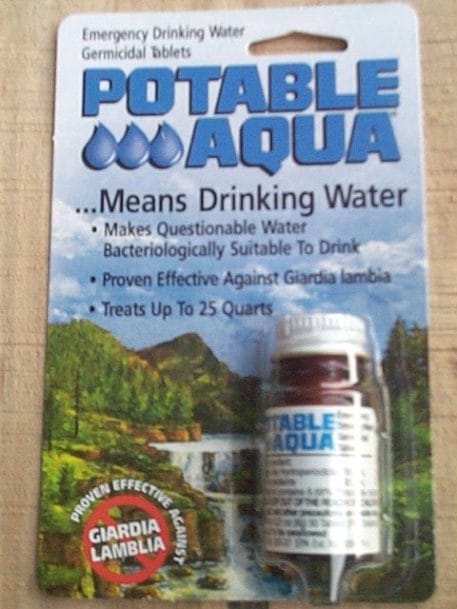 Emergency Drinking Water
Germicidal Tablets
POTABLE
AQUA
...Means Drinking Water
• Makes Questionable Water
Bacteriologically Suitable To Drink
• Proven Effective Against Giardia lambia
• Treats Up To 25 Quarts
POTABLE
AQUA
PROVEN EFFECTIVE AGAINST
GIARDIA
LAMBLIA